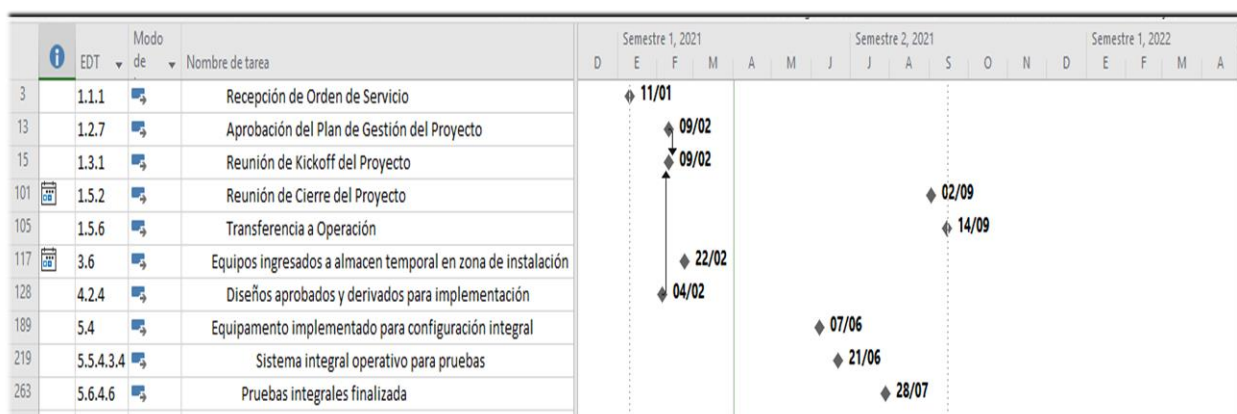 Modo
Semestre 1, 2021 Semestre 2, 2021 Semestre 1, 2022
EDT de Nombre de tarea D E F M A M J J A S O N D E F M A
3 1.1.1 Recepción de Orden de Servicio 11/01
13 1.2.7 Aprobación del Plan de Gestión del Proyecto 09/02
15 1.3.1 Reunión de Kickoff del Proyecto 09/02
101 1.5.2 Reunión de Cierre del Proyecto 02/09
105 1.5.6 Transferencia a Operación 14/09
117 3.6 Equipos ingresados a almacen temporal en zona de instalación 22/02
128 4.2.4 Diseños aprobados y derivados para implementación 04/02
189 5.4 Equipamento implementado para configuración integral 07/06
219 5.5.4.3.4 Sistema integral operativo para pruebas 21/06
263 5.6.4.6 Pruebas integrales finalizada 28/07